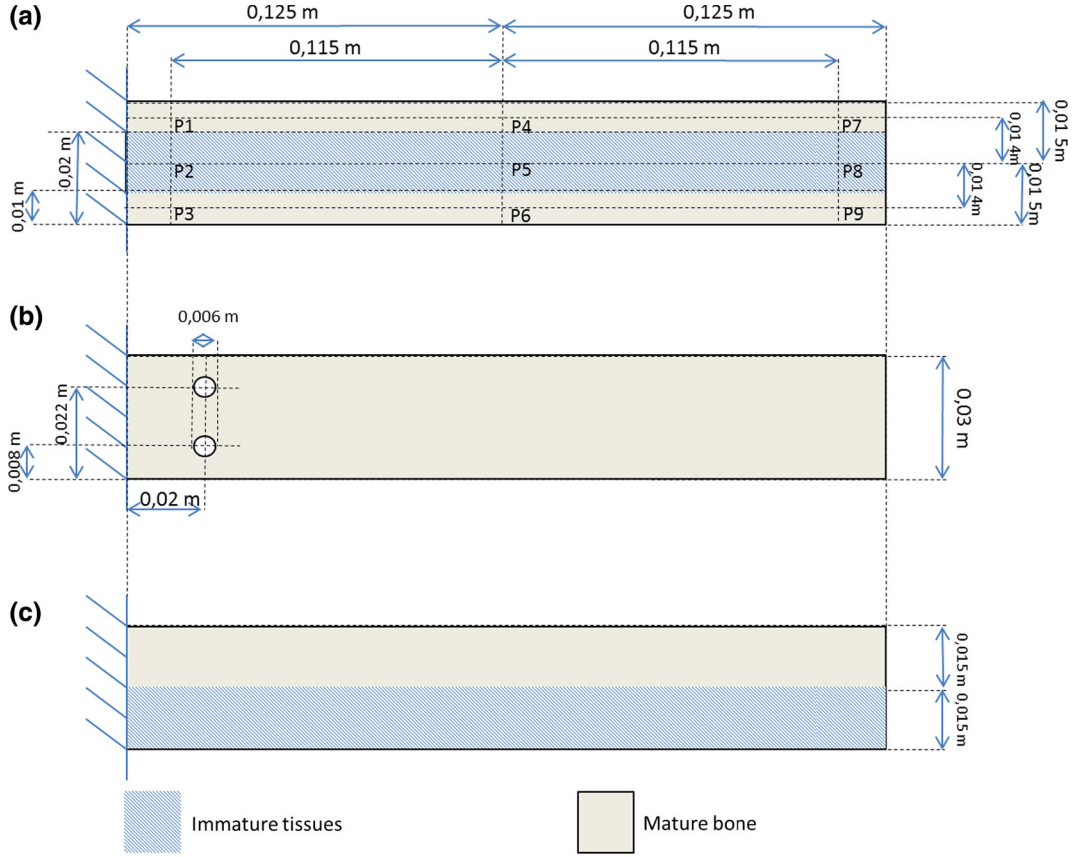 (a)
0,125 m
0,125 m
0,115 m
0,115 m
P1
P4
P7
P2
P5
P8
P3
P6
P9
0,02 m
0,01 m
0,01 4m
0,01 5m
0,01 4m
0,01 5m
(b)
0,006 m
0,022 m
0,008 m
0,02 m
0,03 m
(c)
0,015m
0,015m
Immature tissues
Mature bone